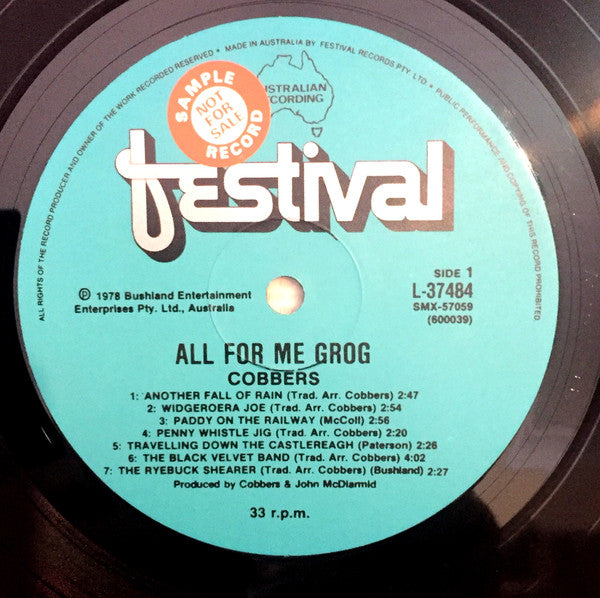 ALL RIGHTS OF THE RECORD PRODUCER AND OWNER OF THE WORK RECORDED RESERVED • MADE IN AUSTRALIA BY FESTIVAL RECORDS PTY. LTD. • PUBLIC PERFORMANCE AND COPYING OF THIS RECORD PROHIBITED
SAMPLE
NOT
FOR
SALE
RECORD
RECORDING
festival
SIDE 1
L-37484
SMX-57059
(600039)
℗ 1978 Bushland Entertainment
Enterprises Pty. Ltd., Australia
ALL FOR ME GROG
COBBERS
1: ANOTHER FALL OF RAIN (Trad. Arr. Cobbers) 2:47
2: WIDGEROERA JOE (Trad. Arr. Cobbers) 2:54
3: PADDY ON THE RAILWAY (McColl) 2:56
4: PENNY WHISTLE JIG (Trad. Arr. Cobbers) 2:20
5: TRAVELLING DOWN THE CASTLEREAGH (Paterson) 2:26
6: THE BLACK VELVET BAND (Trad. Arr. Cobbers) 4:02
7: THE RYEBUCK SHEARER (Trad. Arr. Cobbers) (Bushland) 2:27
Produced by Cobbers & John McDiarmid
33 r.p.m.